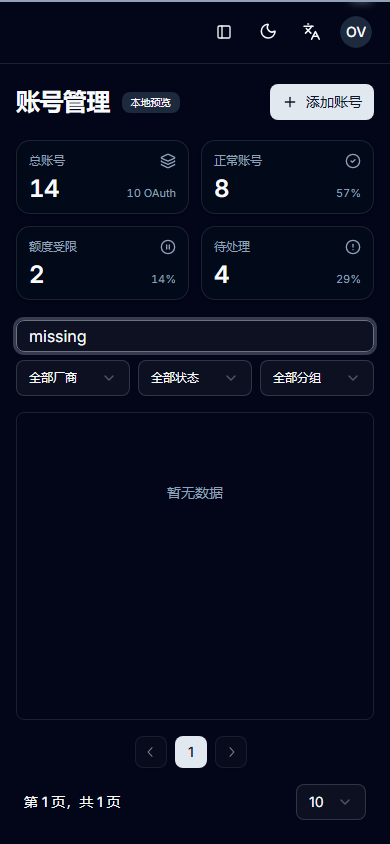 OV
账号管理 本地预览 添加账号
总账号 正常账号
14 10 OAuth 8 57%
额度受限 待处理
2 14% 4 29%
missing
全部厂商 全部状态 全部分组
暂无数据
1
第 1 页，共 1 页 10